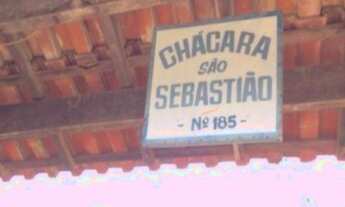 CHÁCARA
SÃO
SEBASTIÃO
- Nº 185 -